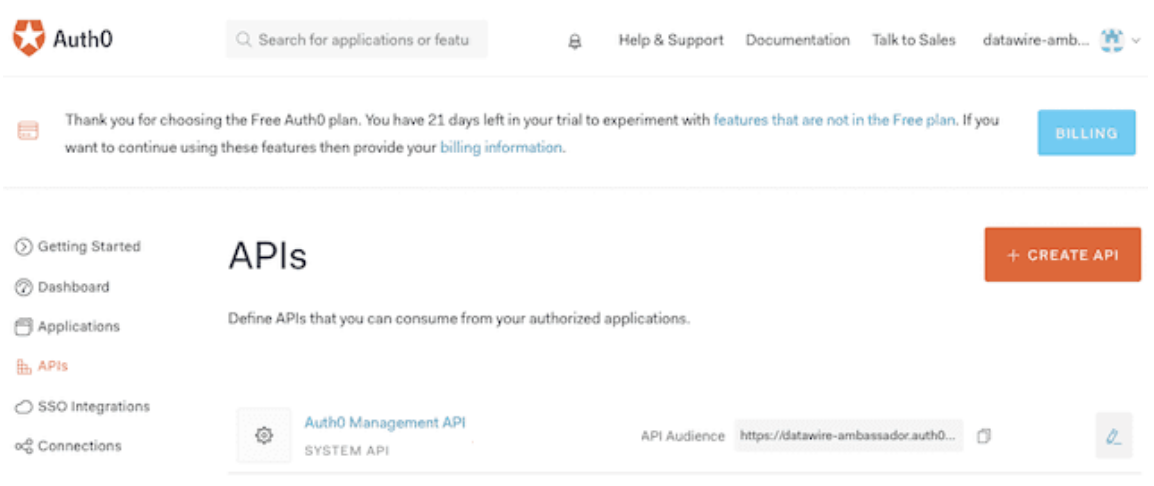 Auth0
Search for applications or featu
Help & Support
Documentation
Talk to Sales
datawire-amb...
Thank you for choosing the Free Auth0 plan. You have 21 days left in your trial to experiment with features that are not in the Free plan. If you
want to continue using these features then provide your billing information.
BILLING
Getting Started
Dashboard
Applications
APIs
SSO Integrations
Connections
APIs
+ CREATE API
Define APIs that you can consume from your authorized applications.
Auth0 Management API
SYSTEM API
API Audience
https://datawire-ambassador.auth0...